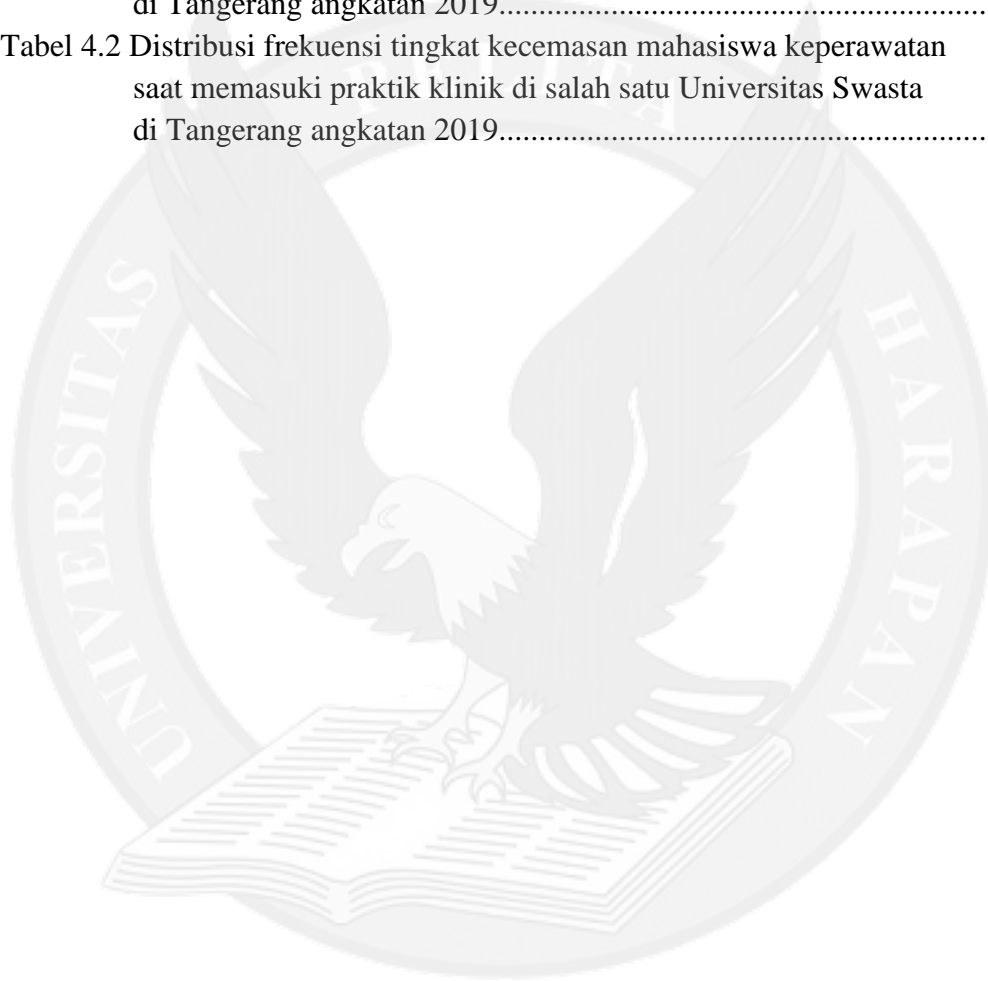 di Tangerang angkatan 2019...............................................................
Tabel 4.2 Distribusi frekuensi tingkat kecemasan mahasiswa keperawatan
saat memasuki praktik klinik di salah satu Universitas Swasta
di Tangerang angkatan 2019...............................................................
UNIVERSITAS
PELITA
HARAPAN